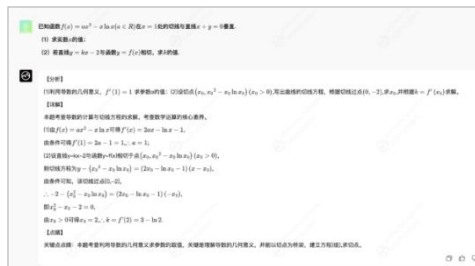 已知函数f(x) = ax² − x ln x(a ∈ R)在x = 1处的切线与直线x + y = 0垂直.
(1) 求实数a的值;
(2) 若直线y = kx − 2与函数y = f(x)相切, 求k的值.
【分析】
(1)利用导数的几何意义, f′(1) = 1 求参数a的值; (2)设切点(x₀, x₀² − x₀ ln x₀)(x₀ > 0),写出曲线的切线方程, 根据切线过点(0, −2),求x₀,并根据k = f′(x₀)求解。
【详解】
本题考查导数的计算与切线方程的求解。考查数学运算的核心素养。
(1)由f(x) = ax² − x ln x可得f′(x) = 2ax − ln x − 1,
由条件可得f′(1) = 2a − 1 = 1,∴ a = 1;
(2)设直线y=kx-2与函数y=f(x)相切于点(x₀, x₀² − x₀ ln x₀)(x₀ > 0),
则切线方程为y − (x₀² − x₀ ln x₀) = (2x₀ − ln x₀ − 1)(x − x₀),
由条件可知, 该切线过点(0,-2),
∴ −2 − (x₀² − x₀ ln x₀) = (2x₀ − ln x₀ − 1)(−x₀),
即x₀² − x₀ − 2 = 0,
由x₀ > 0可得x₀ = 2,∴ k = f′(2) = 3 − ln 2.
【点睛】
关键点点睛: 本题考查利用导数的几何意义求参数的取值, 关键是理解导数的几何意义, 并能以切点为桥梁, 建立方程(组),求切点.